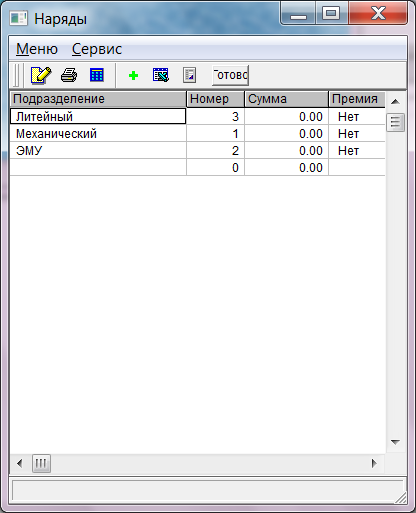 Наряды
Меню Сервис
Готово
Подразделение Номер Сумма Премия
Литейный 3 0.00 Нет
Механический 1 0.00 Нет
ЭМУ 2 0.00 Нет
0 0.00